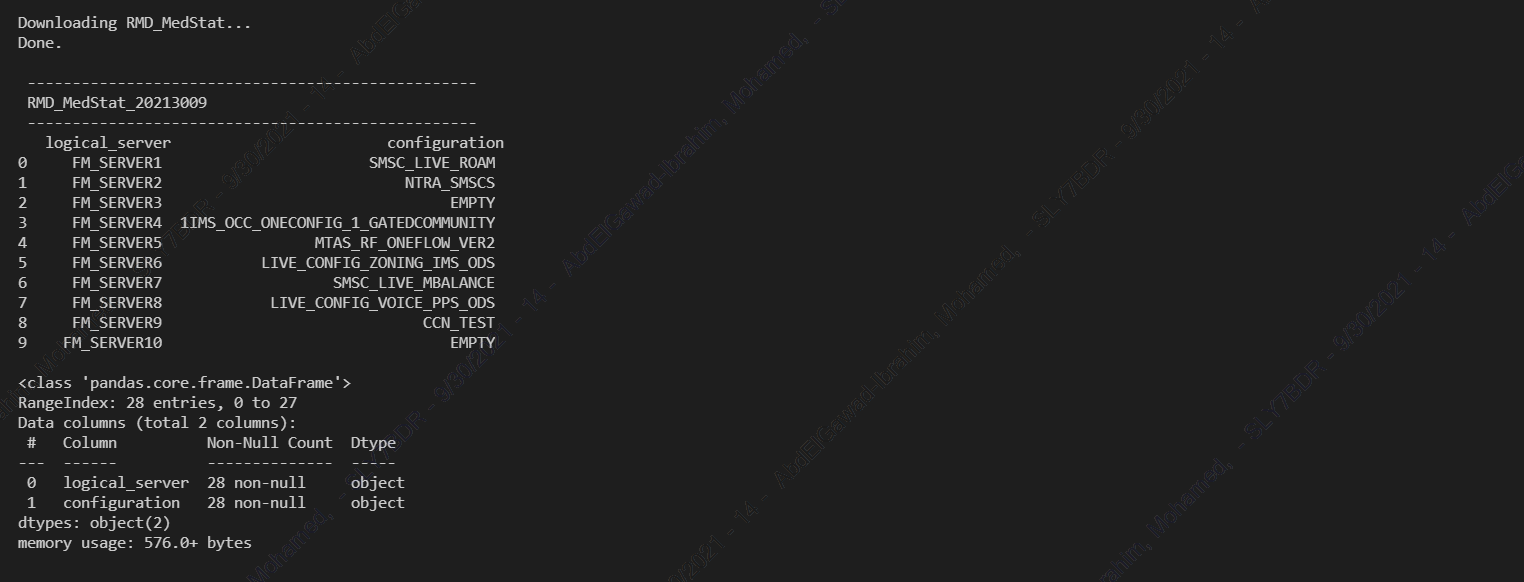 Downloading RMD_MedStat...
Done.
--------------------------------------------------
RMD_MedStat_20213009
--------------------------------------------------
logical_server configuration
0 FM_SERVER1 SMSC_LIVE_ROAM
1 FM_SERVER2 NTRA_SMSCS
2 FM_SERVER3 EMPTY
3 FM_SERVER4 1IMS_OCC_ONECONFIG_1_GATEDCOMMUNITY
4 FM_SERVER5 MTAS_RF_ONEFLOW_VER2
5 FM_SERVER6 LIVE_CONFIG_ZONING_IMS_ODS
6 FM_SERVER7 SMSC_LIVE_MBALANCE
7 FM_SERVER8 LIVE_CONFIG_VOICE_PPS_ODS
8 FM_SERVER9 CCN_TEST
9 FM_SERVER10 EMPTY
<class 'pandas.core.frame.DataFrame'>
RangeIndex: 28 entries, 0 to 27
Data columns (total 2 columns):
# Column Non-Null Count Dtype
--- ------ -------------- -----
0 logical_server 28 non-null object
1 configuration 28 non-null object
dtypes: object(2)
memory usage: 576.0+ bytes